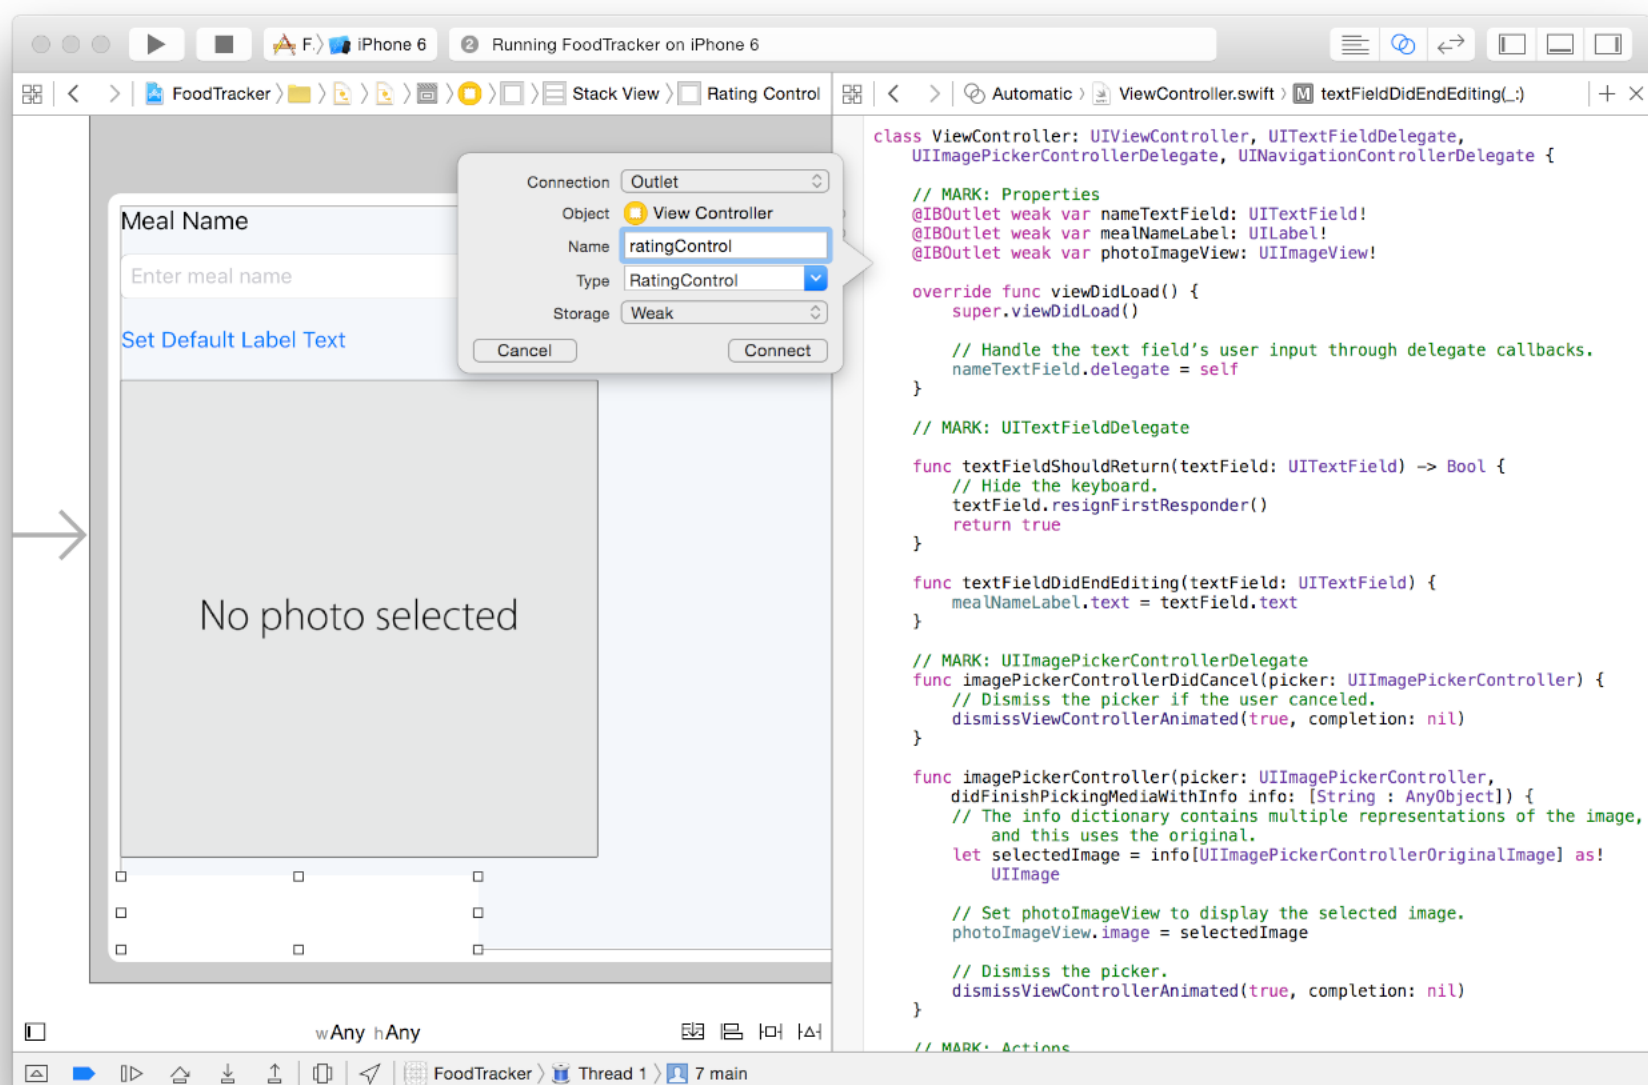 F. iPhone 6
2 Running FoodTracker on iPhone 6
FoodTracker Stack View Rating Control
Automatic ViewController.swift M textFieldDidEndEditing(_:)
Connection Outlet
Object View Controller
Name ratingControl
Type RatingControl
Storage Weak
Cancel Connect
Meal Name
Enter meal name
Set Default Label Text
No photo selected
wAny hAny
class ViewController: UIViewController, UITextFieldDelegate,
UIImagePickerControllerDelegate, UINavigationControllerDelegate {
// MARK: Properties
@IBOutlet weak var nameTextField: UITextField!
@IBOutlet weak var mealNameLabel: UILabel!
@IBOutlet weak var photoImageView: UIImageView!
override func viewDidLoad() {
super.viewDidLoad()
// Handle the text field’s user input through delegate callbacks.
nameTextField.delegate = self
}
// MARK: UITextFieldDelegate
func textFieldShouldReturn(textField: UITextField) -> Bool {
// Hide the keyboard.
textField.resignFirstResponder()
return true
}
func textFieldDidEndEditing(textField: UITextField) {
mealNameLabel.text = textField.text
}
// MARK: UIImagePickerControllerDelegate
func imagePickerControllerDidCancel(picker: UIImagePickerController) {
// Dismiss the picker if the user canceled.
dismissViewControllerAnimated(true, completion: nil)
}
func imagePickerController(picker: UIImagePickerController,
didFinishPickingMediaWithInfo info: [String : AnyObject]) {
// The info dictionary contains multiple representations of the image,
and this uses the original.
let selectedImage = info[UIImagePickerControllerOriginalImage] as!
UIImage
// Set photoImageView to display the selected image.
photoImageView.image = selectedImage
// Dismiss the picker.
dismissViewControllerAnimated(true, completion: nil)
}
// MARK: Actions
FoodTracker Thread 1 7 main